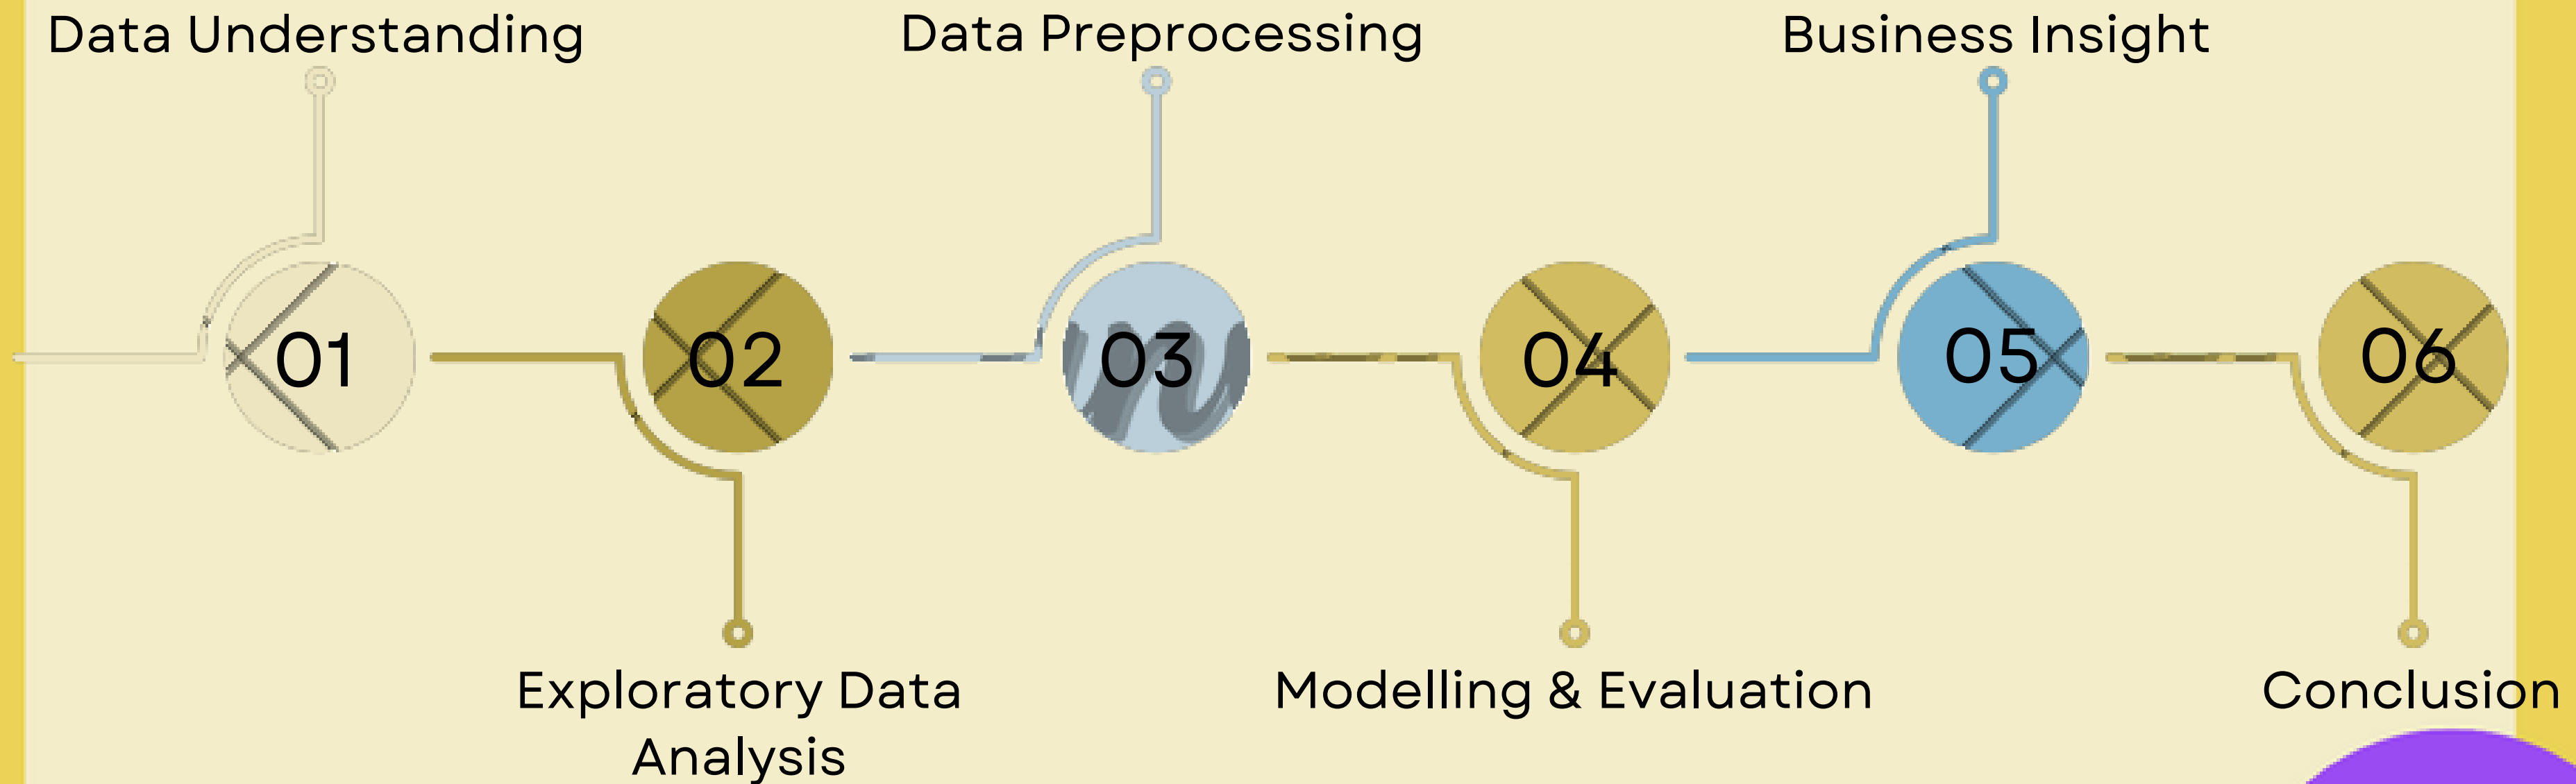 Data Understanding
Data Preprocessing
Business Insight
01
02
03
04
05
06
Exploratory Data
Analysis
Modelling & Evaluation
Conclusion